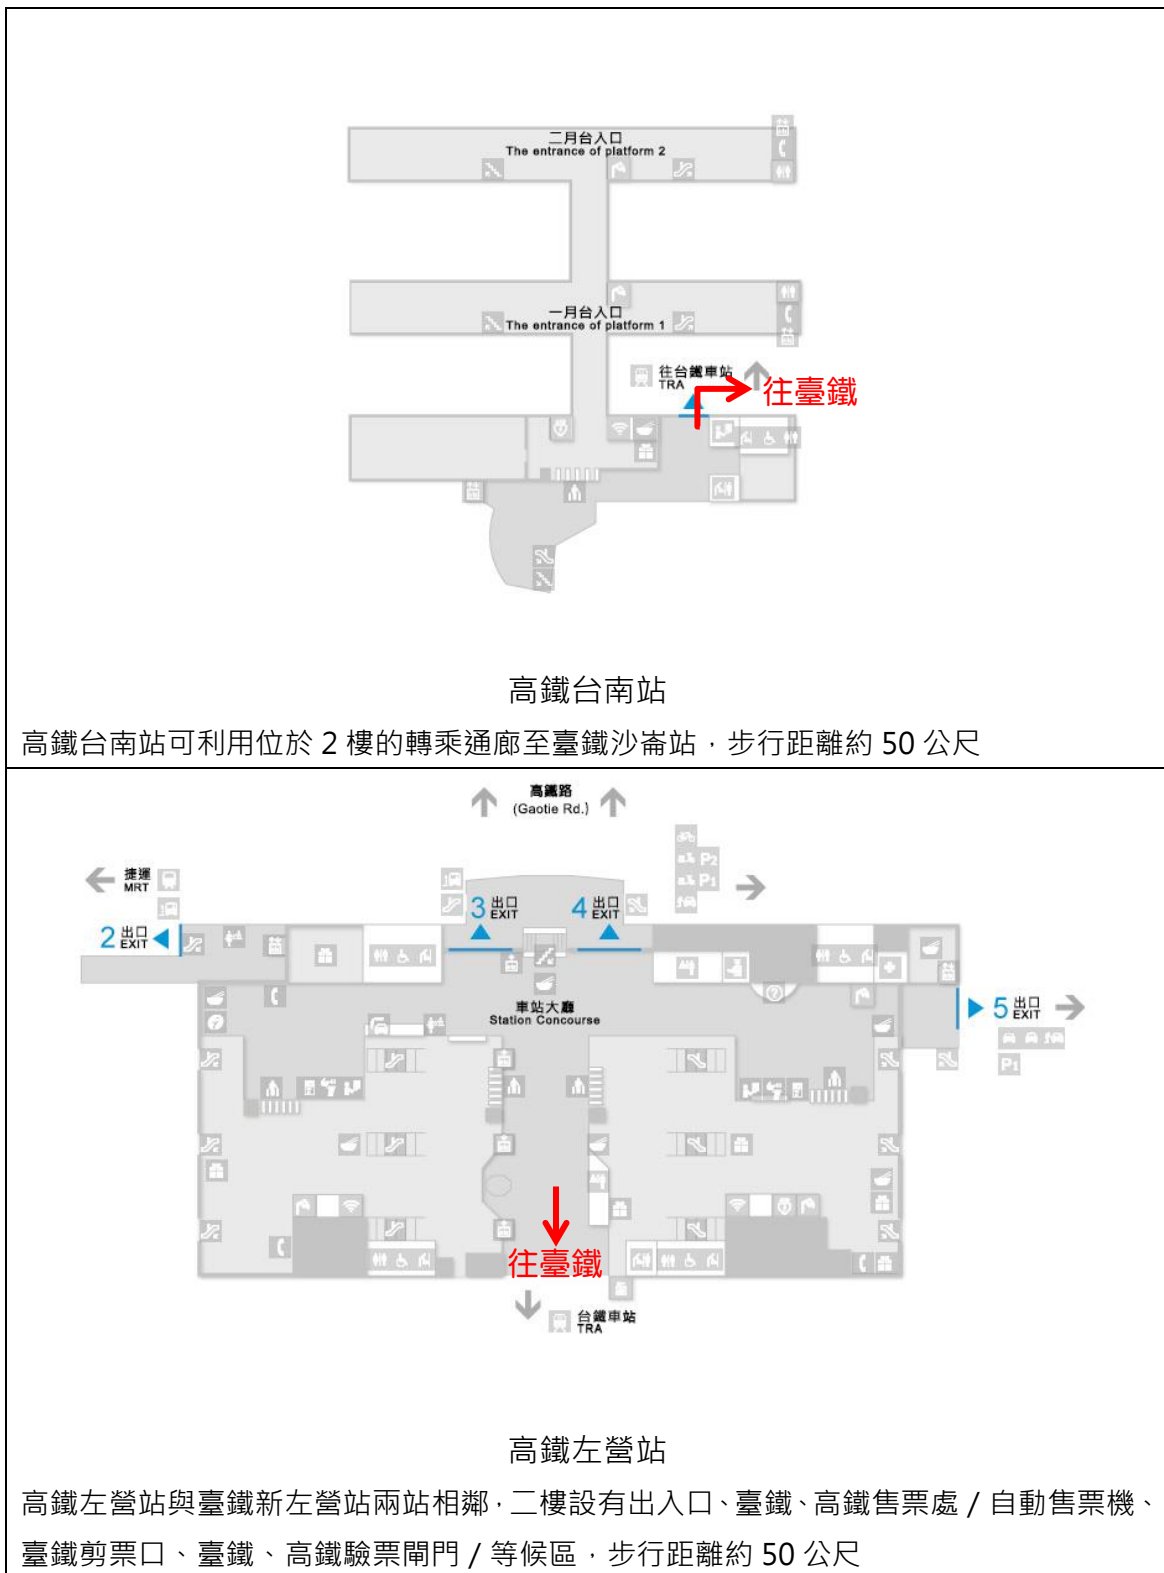 二月台入口
The entrance of platform 2
一月台入口
The entrance of platform 1
往台鐵車站
TRA
往臺鐵
高鐵台南站
高鐵台南站可利用位於 2 樓的轉乘通廊至臺鐵沙崙站，步行距離約 50 公尺
高鐵路
(Gaotie Rd.)
捷運
MRT
P2
P1
2 出口 EXIT
3 出口 EXIT
4 出口 EXIT
車站大廳
Station Concourse
5 出口 EXIT
P1
往臺鐵
台鐵車站
TRA
高鐵左營站
高鐵左營站與臺鐵新左營站兩站相鄰，二樓設有出入口、臺鐵、高鐵售票處 / 自動售票機、
臺鐵剪票口、臺鐵、高鐵驗票閘門 / 等候區，步行距離約 50 公尺